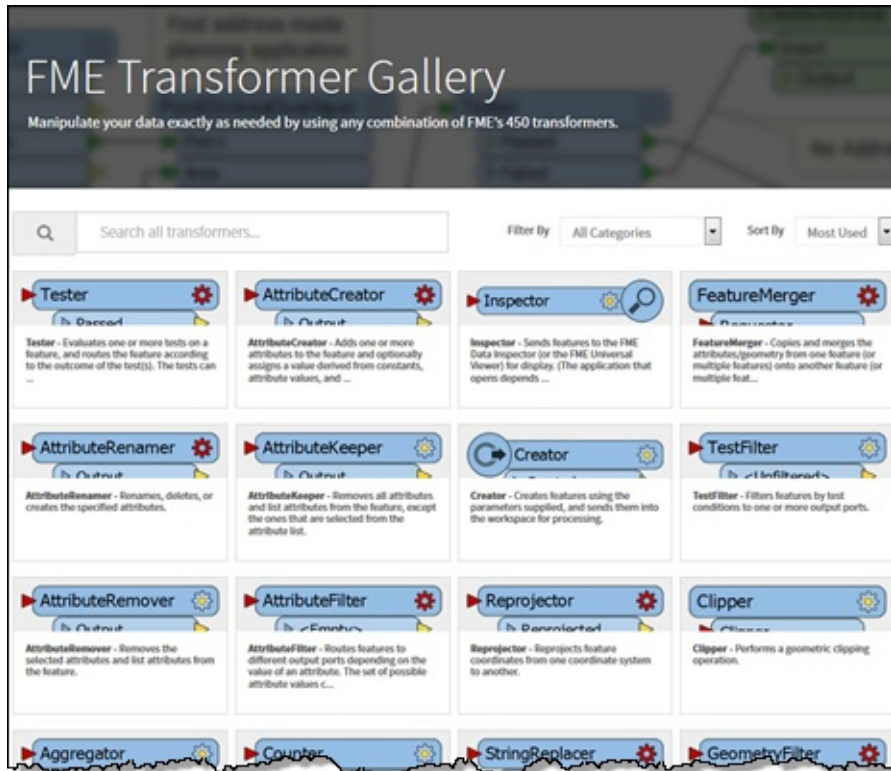 Find address inside
planning application
Input
Output
FME Transformer Gallery
Passed
Manipulate your data exactly as needed by using any combination of FME's 450 transformers.
Area
Failed
No Addre
Search all transformers...
Filter By
All Categories
Sort By
Most Used
Tester
AttributeCreator
Inspector
FeatureMerger
Passed
Output
Requestor
Tester - Evaluates one or more tests on a
feature, and routes the feature according
to the outcome of the test(s). The tests can
...
AttributeCreator - Adds one or more
attributes to the feature and optionally
assigns a value derived from constants,
attribute values, and ...
Inspector - Sends features to the FME
Data Inspector (or the FME Universal
Viewer) for display. (The application that
opens depends ...
FeatureMerger - Copies and merges the
attributes/geometry from one feature (or
multiple features) onto another feature (or
multiple feat...
AttributeRenamer
AttributeKeeper
Creator
TestFilter
Output
Output
<Unfiltered>
AttributeRenamer - Renames, deletes, or
creates the specified attributes.
AttributeKeeper - Removes all attributes
and list attributes from the feature, except
the ones that are selected from the
attribute list.
Creator - Creates features using the
parameters supplied, and sends them into
the workspace for processing.
TestFilter - Filters features by test
conditions to one or more output ports.
AttributeRemover
AttributeFilter
Reprojector
Clipper
Output
<Empty>
Reprojected
Clipper
AttributeRemover - Removes the
selected attributes and list attributes from
the feature.
AttributeFilter - Routes features to
different output ports depending on the
value of an attribute. The set of possible
attribute values c...
Reprojector - Reprojects feature
coordinates from one coordinate system
to another.
Clipper - Performs a geometric clipping
operation.
Aggregator
Counter
StringReplacer
GeometryFilter